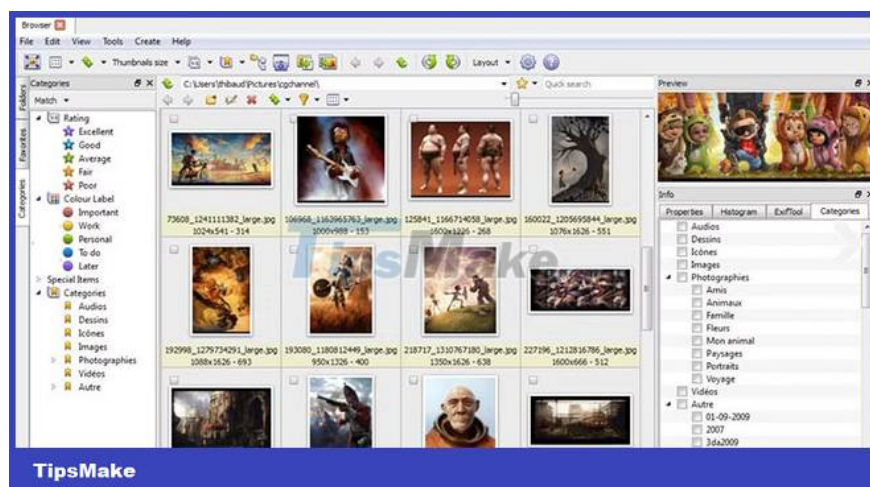 Browser
File Edit View Tools Create Help
Thumbnails size Layout
Categories
Match
Folders
Favorites
Categories
Rating
Excellent
Good
Average
Fair
Poor
Colour Label
Important
Work
Personal
To do
Later
Special Items
Categories
Audios
Dessins
Icônes
Images
Photographies
Vidéos
Autre
C:\Users\thibaud\Pictures\cgchannel\ Quick search
73608_1241111382_large.jpg 106968_1163965763_large.jpg 125841_1166714058_large.jpg 160022_1205695844_large.jpg
1024x541 - 314 1000x988 - 153 1600x1226 - 268 1076x1626 - 551
TipsMake
192998_1279734291_large.jpg 193080_1180812449_large.jpg 218717_1310767180_large.jpg 227196_1212816786_large.jpg
1088x1626 - 693 950x1326 - 400 1350x1626 - 638 1600x666 - 512
Preview
Info
Properties Histogram ExifTool Categories
Audios
Dessins
Icônes
Images
Photographies
Amis
Animaux
Famille
Fleurs
Mon animal
Paysages
Portraits
Voyage
Vidéos
Autre
01-09-2009
2007
3da2009
TipsMake